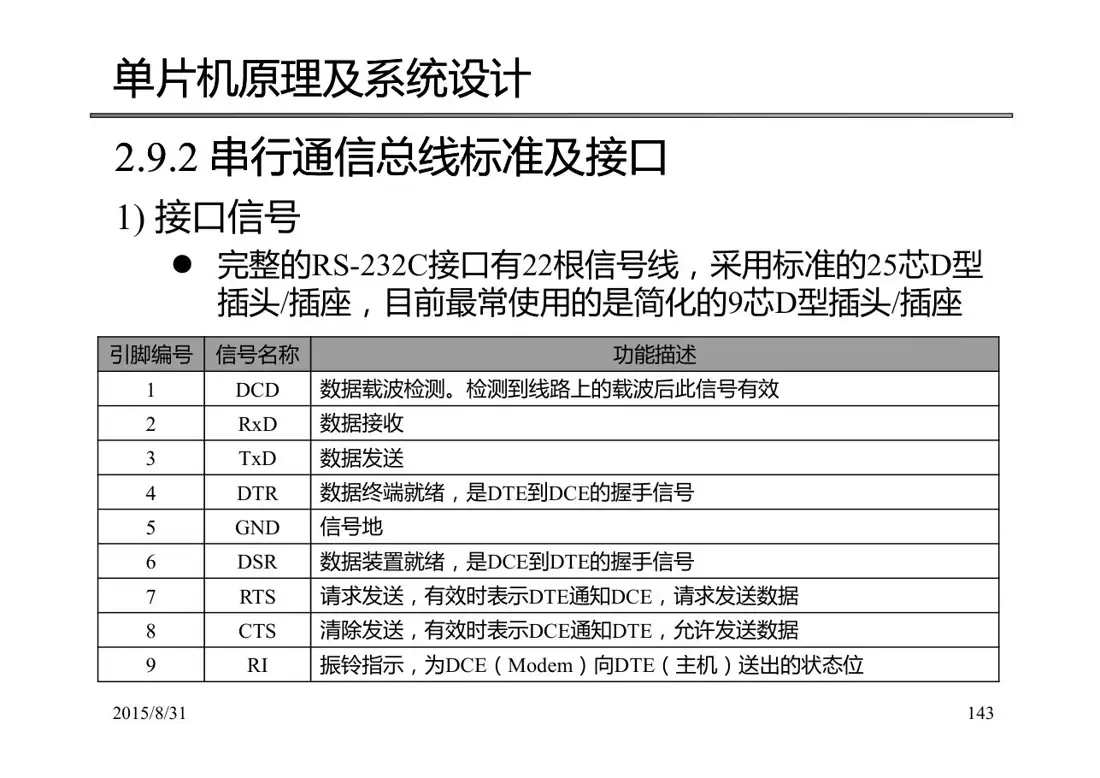 单片机原理及系统设计
2.9.2 串行通信总线标准及接口
1) 接口信号
● 完整的RS-232C接口有22根信号线，采用标准的25芯D型
插头/插座，目前最常使用的是简化的9芯D型插头/插座
引脚编号 信号名称 功能描述
1 DCD 数据载波检测。检测到线路上的载波后此信号有效
2 RxD 数据接收
3 TxD 数据发送
4 DTR 数据终端就绪，是DTE到DCE的握手信号
5 GND 信号地
6 DSR 数据装置就绪，是DCE到DTE的握手信号
7 RTS 请求发送，有效时表示DTE通知DCE，请求发送数据
8 CTS 清除发送，有效时表示DCE通知DTE，允许发送数据
9 RI 振铃指示，为DCE（Modem）向DTE（主机）送出的状态位
2015/8/31 143